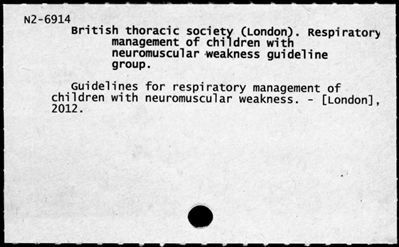 N2-6914
British thoracic society (London). Respiratory
management of children with
neuromuscular weakness guideline
group.
Guidelines for respiratory management of
children with neuromuscular weakness. - [London],
2012.